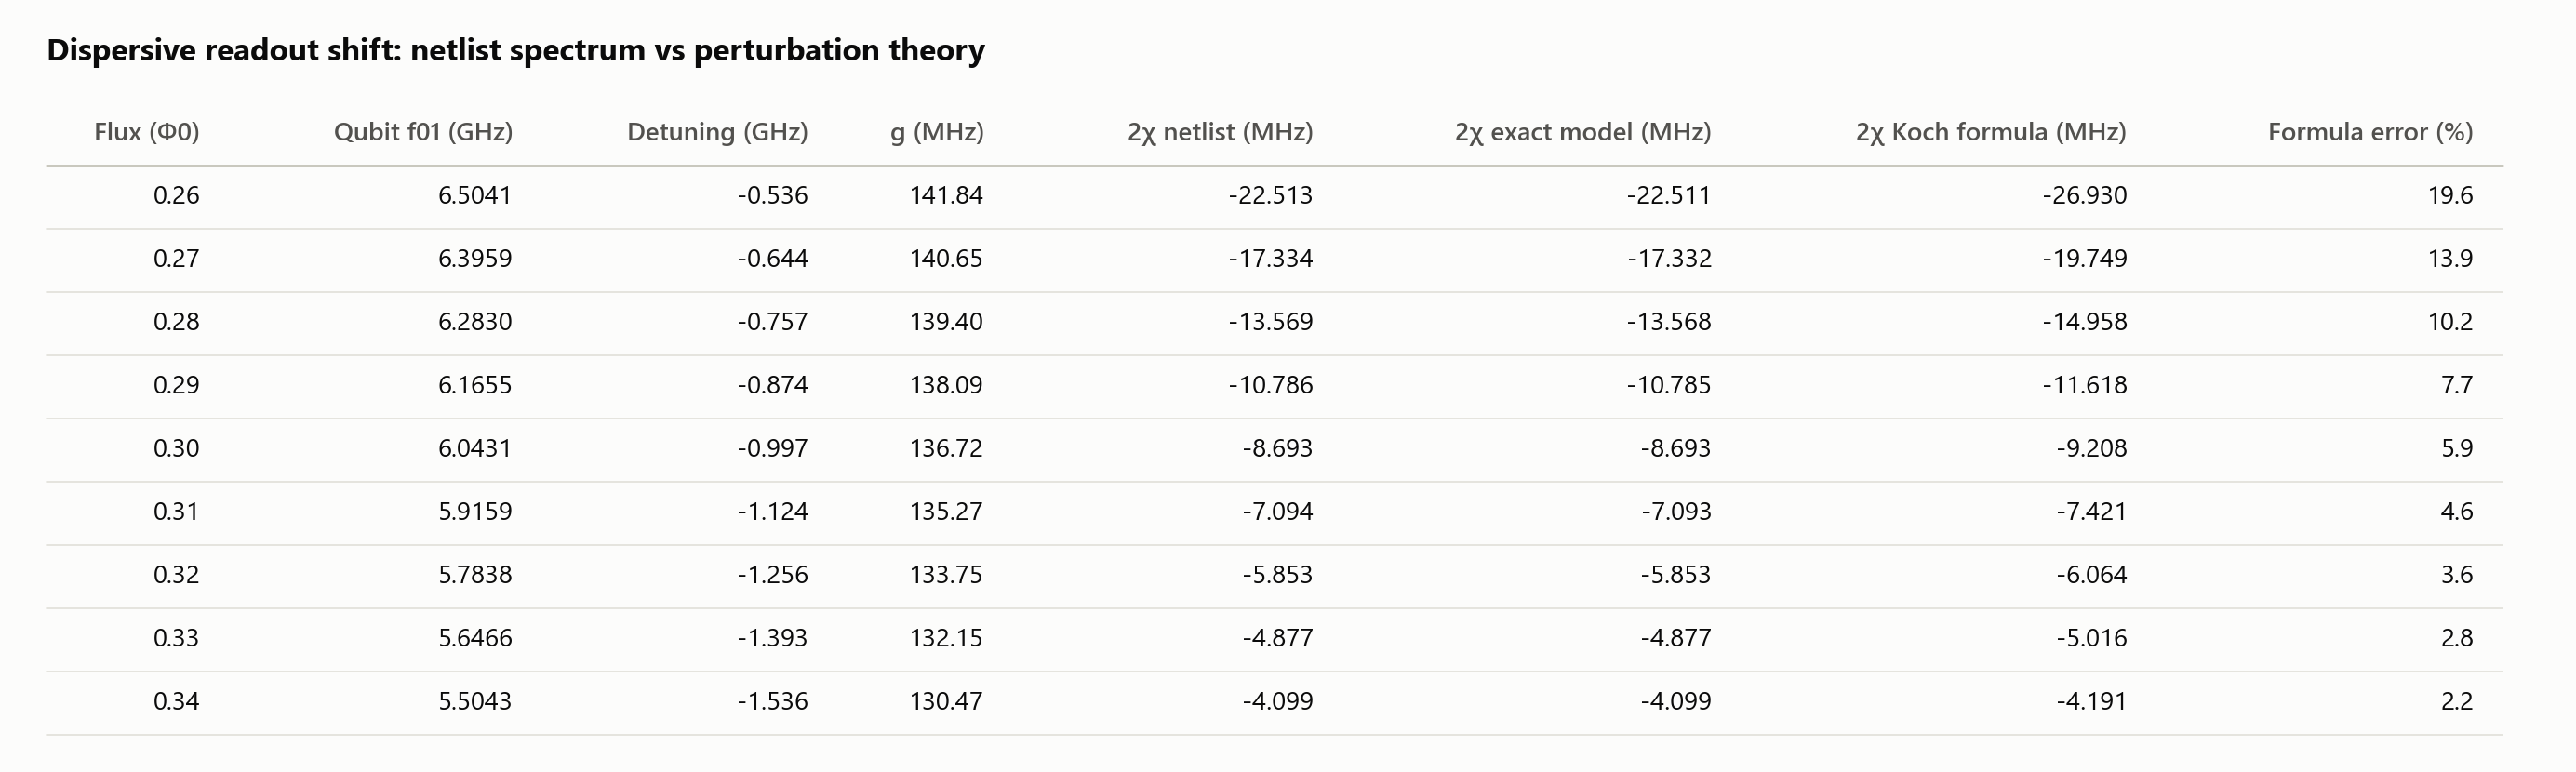 Dispersive readout shift: netlist spectrum vs perturbation theory
Flux (Φ0) Qubit f01 (GHz) Detuning (GHz) g (MHz) 2χ netlist (MHz) 2χ exact model (MHz) 2χ Koch formula (MHz) Formula error (%)
0.26 6.5041 -0.536 141.84 -22.513 -22.511 -26.930 19.6
0.27 6.3959 -0.644 140.65 -17.334 -17.332 -19.749 13.9
0.28 6.2830 -0.757 139.40 -13.569 -13.568 -14.958 10.2
0.29 6.1655 -0.874 138.09 -10.786 -10.785 -11.618 7.7
0.30 6.0431 -0.997 136.72 -8.693 -8.693 -9.208 5.9
0.31 5.9159 -1.124 135.27 -7.094 -7.093 -7.421 4.6
0.32 5.7838 -1.256 133.75 -5.853 -5.853 -6.064 3.6
0.33 5.6466 -1.393 132.15 -4.877 -4.877 -5.016 2.8
0.34 5.5043 -1.536 130.47 -4.099 -4.099 -4.191 2.2